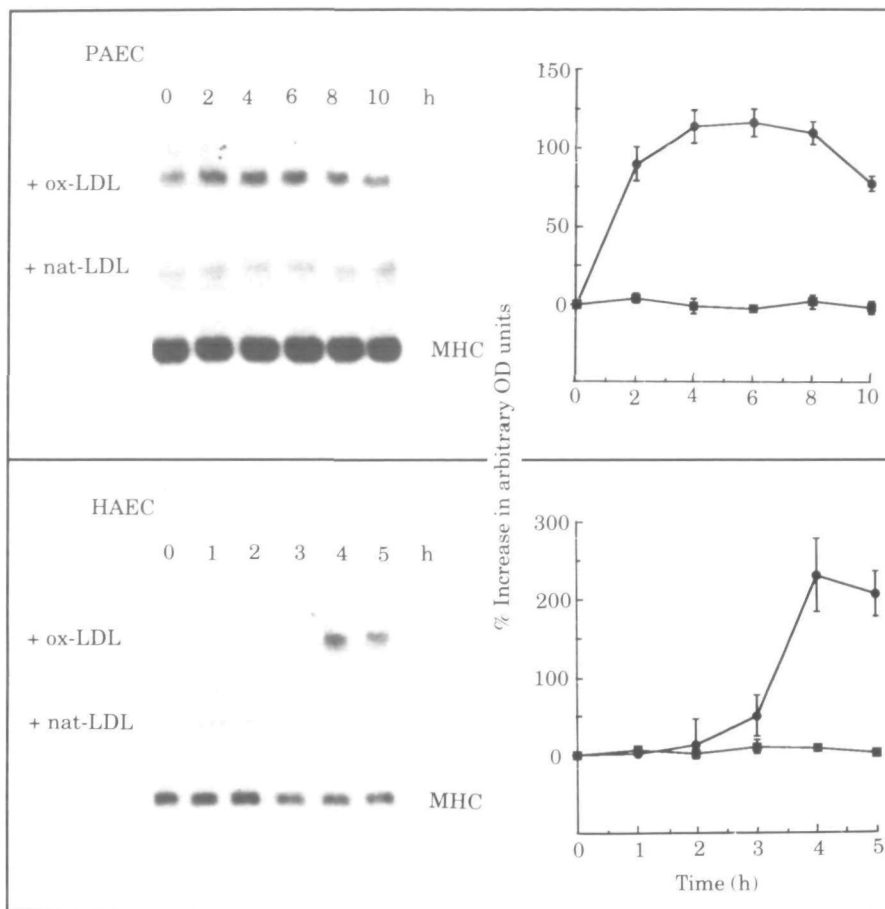 PAEC
0 2 4 6 8 10 h
+ ox-LDL
+ nat-LDL
MHC
150
100
50
0
0 2 4 6 8 10
% Increase in arbitrary OD units
HAEC
0 1 2 3 4 5 h
+ ox-LDL
+ nat-LDL
MHC
300
200
100
0
0 1 2 3 4 5
Time (h)